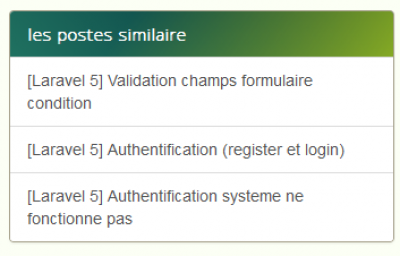 les postes similaire
[Laravel 5] Validation champs formulaire
condition
[Laravel 5] Authentification (register et login)
[Laravel 5] Authentification systeme ne
fonctionne pas